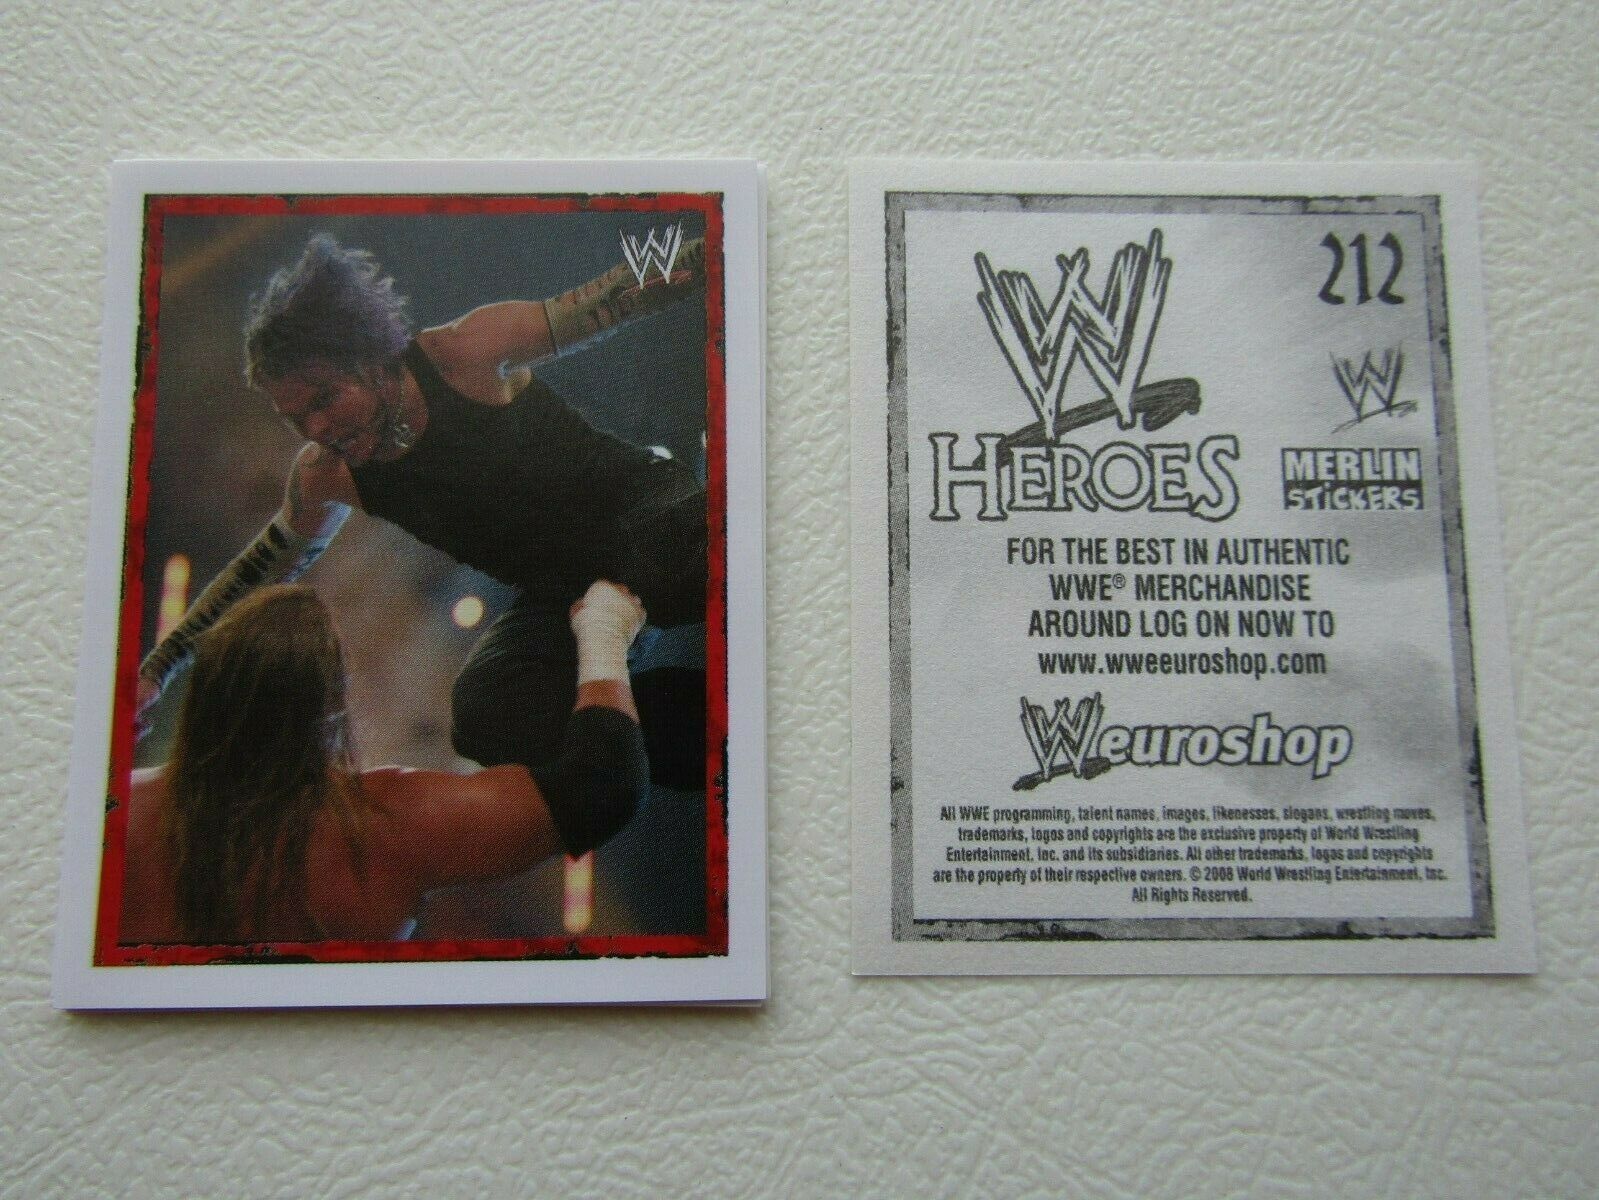 W
212
W
W
HEROES
MERLIN
STICKERS
FOR THE BEST IN AUTHENTIC
WWE® MERCHANDISE
AROUND LOG ON NOW TO
www.wweeuroshop.com
W euroshop
All WWE programming, talent names, images, likenesses, slogans, wrestling moves,
trademarks, logos and copyrights are the exclusive property of World Wrestling
Entertainment, Inc. and its subsidiaries. All other trademarks, logos and copyrights
are the property of their respective owners. © 2008 World Wrestling Entertainment, Inc.
All Rights Reserved.